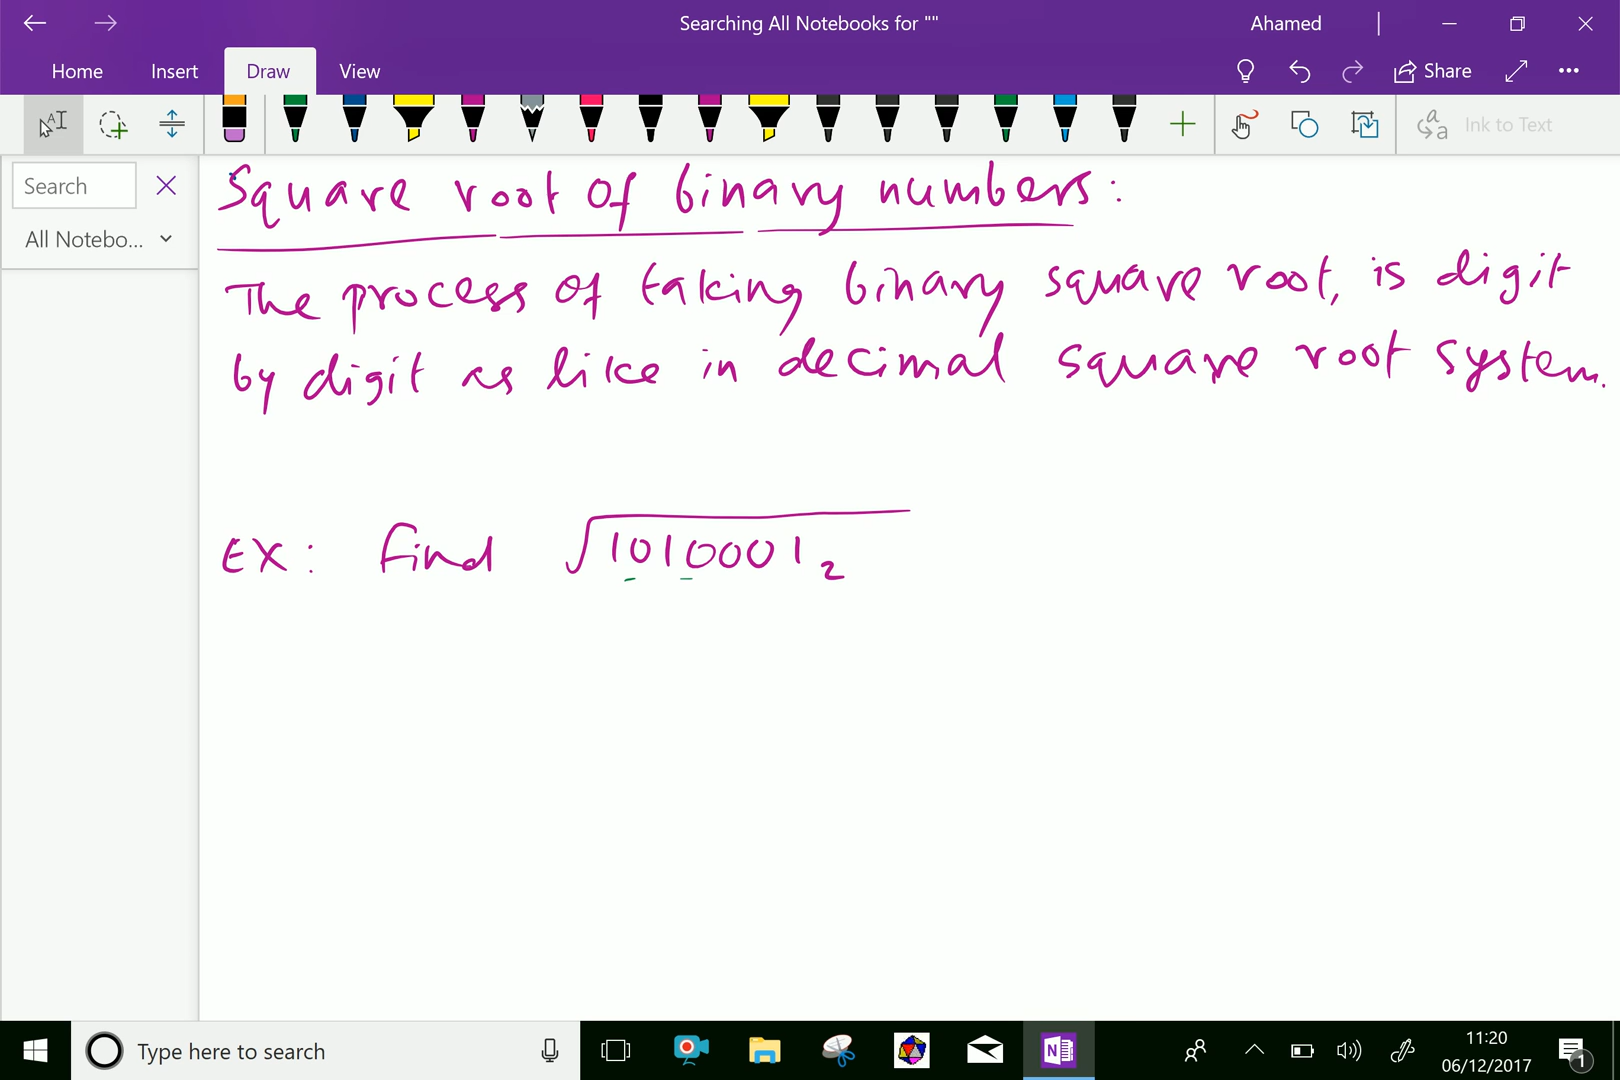 Searching All Notebooks for ""
Ahamed
Home Insert Draw View
Share
Ink to Text
Search
All Notebo...
Square root of binary numbers:
The process of taking binary square root, is digit
by digit as like in decimal square root system.
EX: Find √1010001₂
Type here to search
11:20
06/12/2017
1